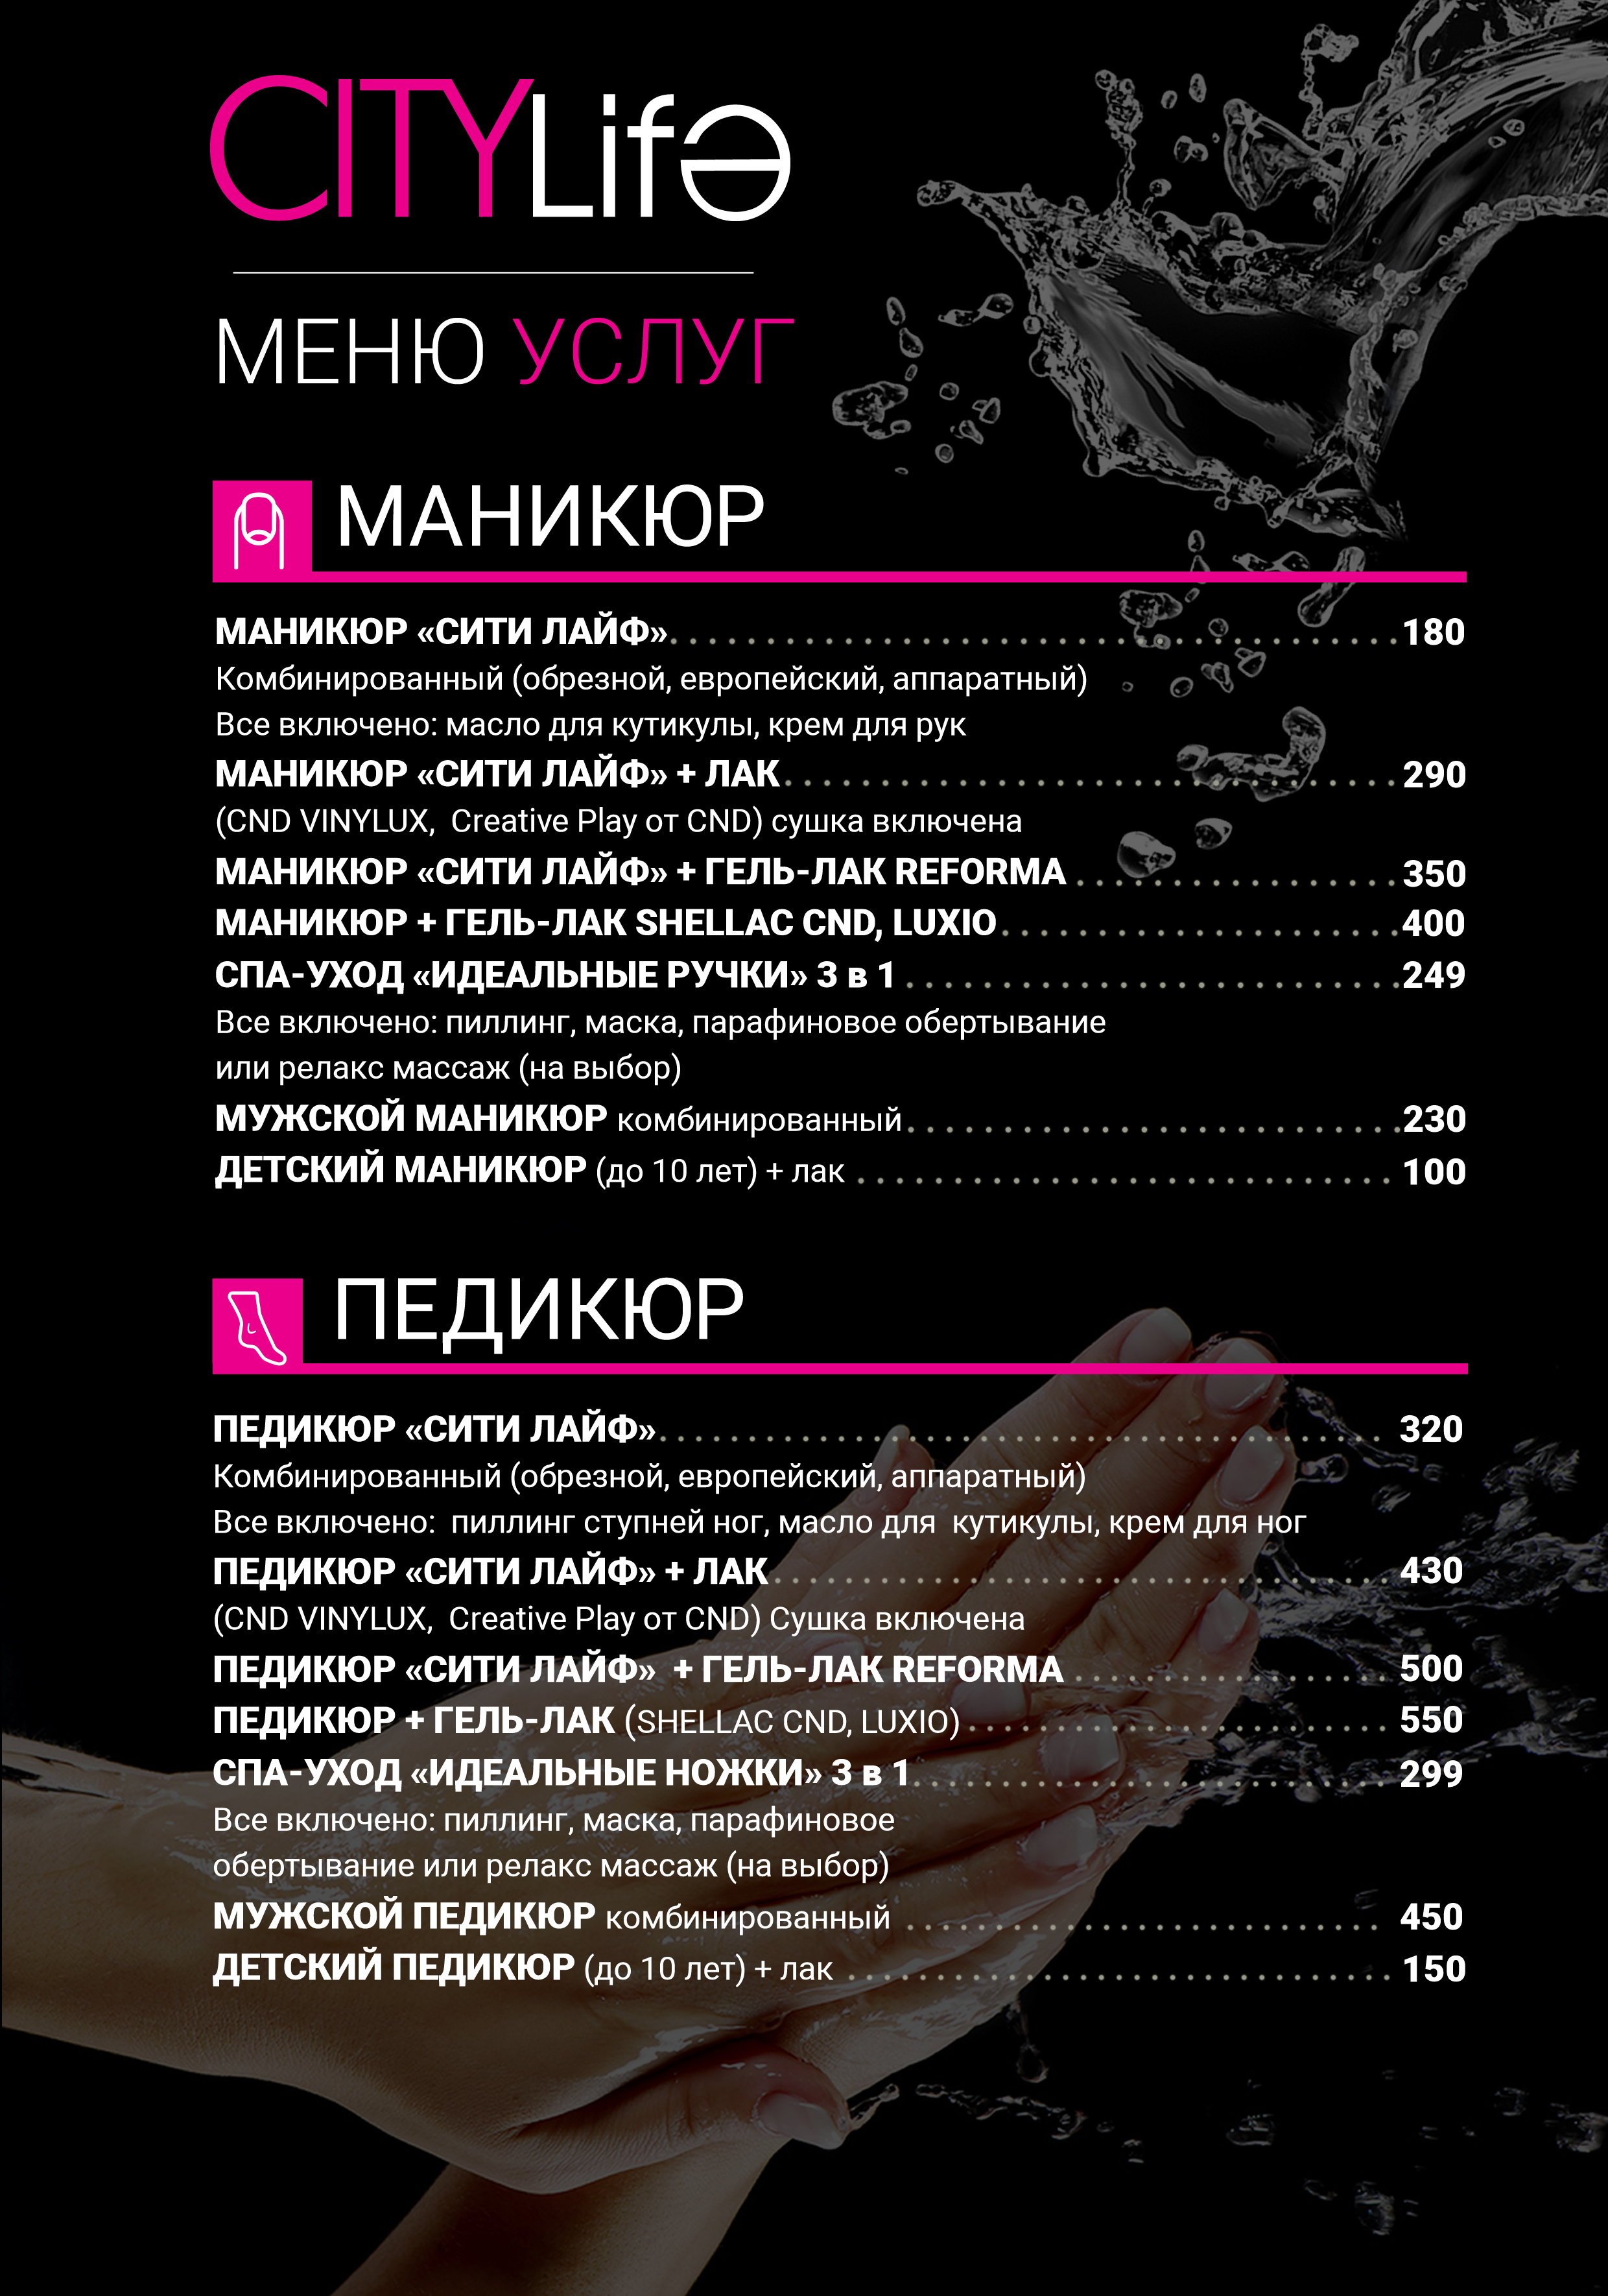 CITYLife
МЕНЮ УСЛУГ
МАНИКЮР
МАНИКЮР «СИТИ ЛАЙФ» 180
Комбинированный (обрезной, европейский, аппаратный)
Все включено: масло для кутикулы, крем для рук
МАНИКЮР «СИТИ ЛАЙФ» + ЛАК 290
(CND VINYLUX, Creative Play от CND) сушка включена
МАНИКЮР «СИТИ ЛАЙФ» + ГЕЛЬ-ЛАК REFORMA 350
МАНИКЮР + ГЕЛЬ-ЛАК SHELLAC CND, LUXIO 400
СПА-УХОД «ИДЕАЛЬНЫЕ РУЧКИ» 3 в 1 249
Все включено: пиллинг, маска, парафиновое обертывание
или релакс массаж (на выбор)
МУЖСКОЙ МАНИКЮР комбинированный 230
ДЕТСКИЙ МАНИКЮР (до 10 лет) + лак 100
ПЕДИКЮР
ПЕДИКЮР «СИТИ ЛАЙФ» 320
Комбинированный (обрезной, европейский, аппаратный)
Все включено: пиллинг ступней ног, масло для кутикулы, крем для ног
ПЕДИКЮР «СИТИ ЛАЙФ» + ЛАК 430
(CND VINYLUX, Creative Play от CND) Сушка включена
ПЕДИКЮР «СИТИ ЛАЙФ» + ГЕЛЬ-ЛАК REFORMA 500
ПЕДИКЮР + ГЕЛЬ-ЛАК (SHELLAC CND, LUXIO) 550
СПА-УХОД «ИДЕАЛЬНЫЕ НОЖКИ» 3 в 1 299
Все включено: пиллинг, маска, парафиновое
обертывание или релакс массаж (на выбор)
МУЖСКОЙ ПЕДИКЮР комбинированный 450
ДЕТСКИЙ ПЕДИКЮР (до 10 лет) + лак 150